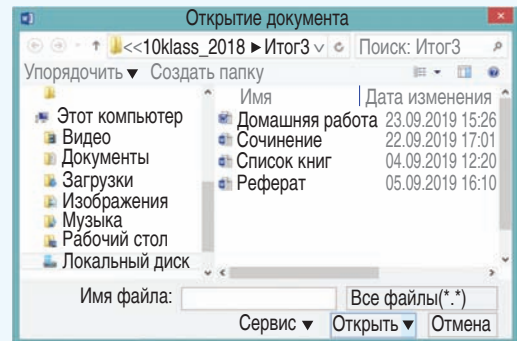 Открытие документа
<<10klass_2018 ►Итог3 Поиск: Итог3
Упорядочить ▼ Создать папку
Имя Дата изменения
Этот компьютер
Видео
Документы
Загрузки
Изображения
Музыка
Рабочий стол
Локальный диск
Домашняя работа 23.09.2019 15:26
Сочинение 22.09.2019 17:01
Список книг 04.09.2019 12:20
Реферат 05.09.2019 16:10
Имя файла: Все файлы(*.*)
Сервис ▼ Открыть ▼ Отмена